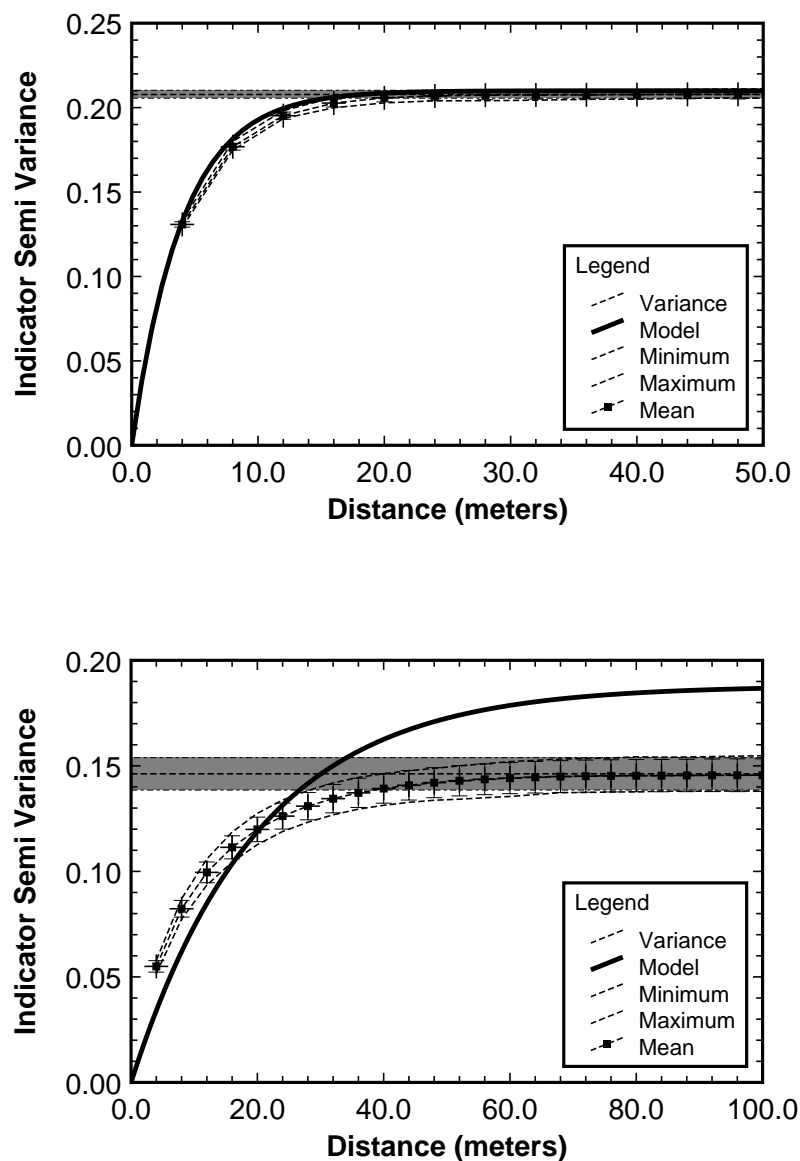 0.25
0.20
0.15
0.10
0.05
0.00
Indicator Semi Variance
Legend
Variance
Model
Minimum
Maximum
Mean
0.0 10.0 20.0 30.0 40.0 50.0
Distance (meters)
0.20
0.15
0.10
0.05
0.00
Indicator Semi Variance
Legend
Variance
Model
Minimum
Maximum
Mean
0.0 20.0 40.0 60.0 80.0 100.0
Distance (meters)